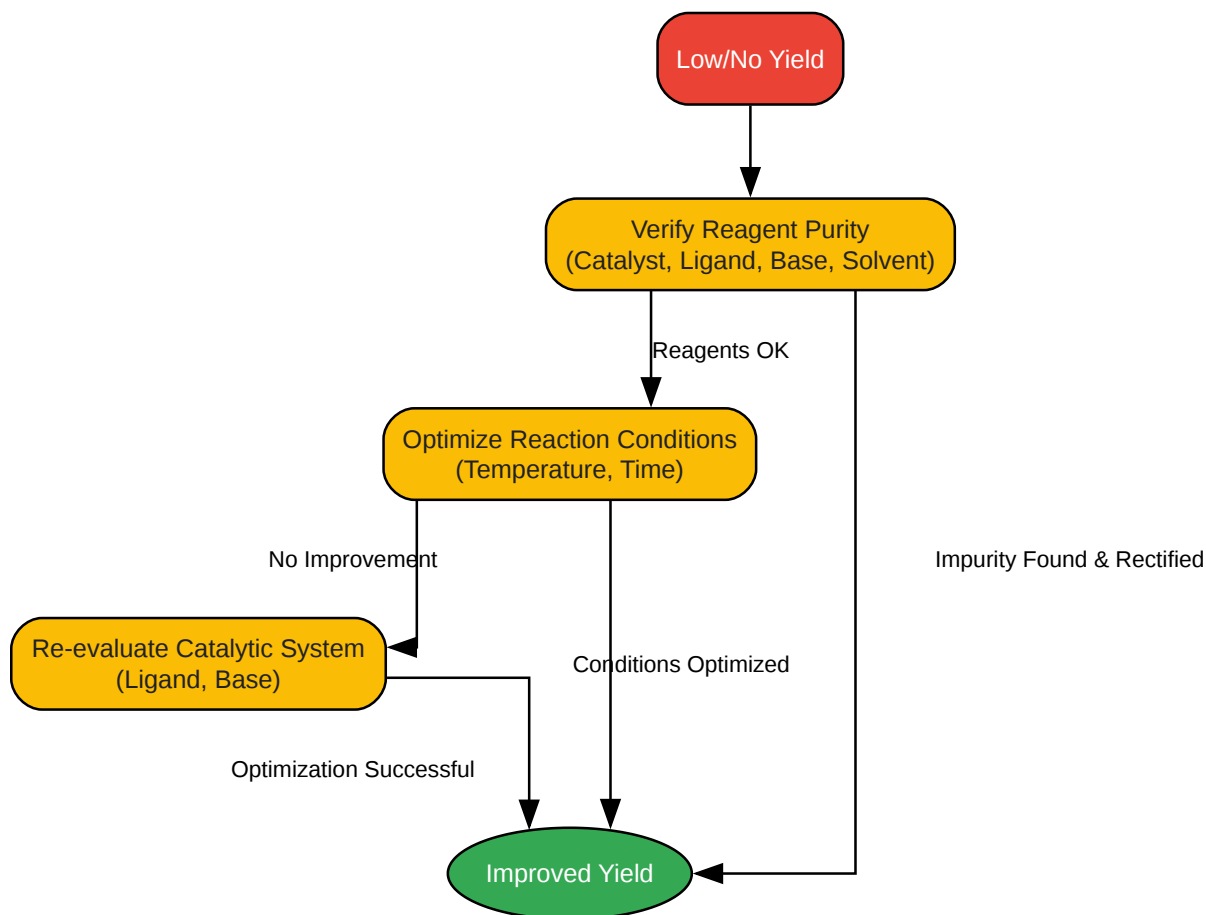 Low/No Yield
Verify Reagent Purity
(Catalyst, Ligand, Base, Solvent)
Reagents OK
Optimize Reaction Conditions
(Temperature, Time)
No Improvement
Impurity Found & Rectified
Re-evaluate Catalytic System
(Ligand, Base)
Conditions Optimized
Optimization Successful
Improved Yield